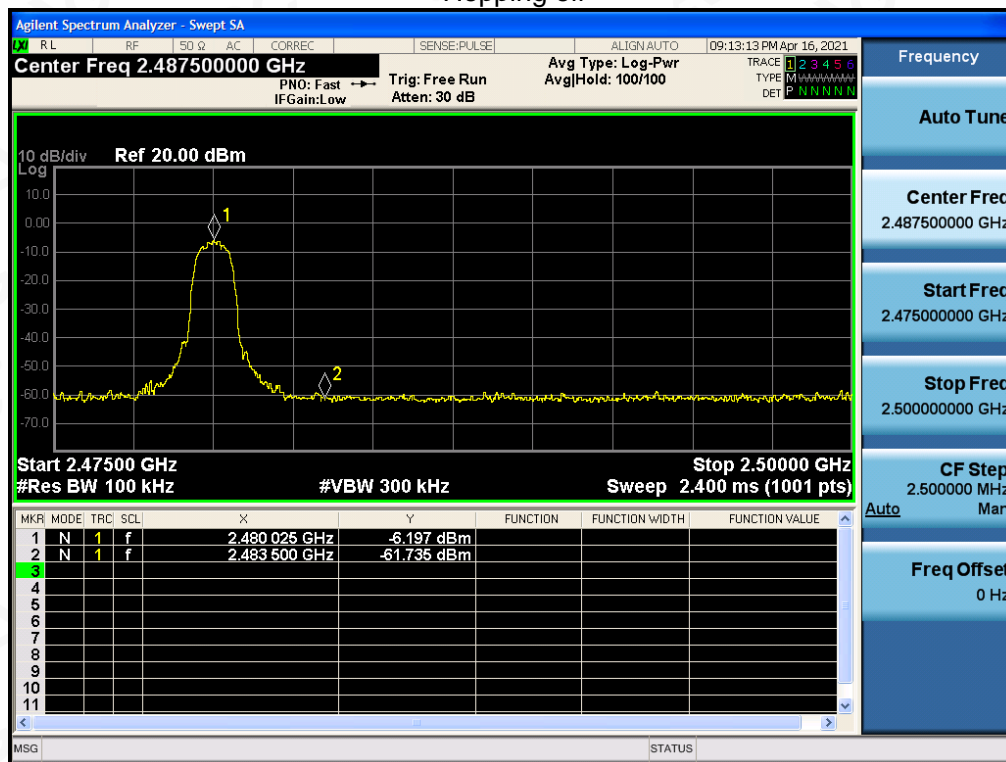 Agilent Spectrum Analyzer - Swept SA
LXI RL RF 50 Ω AC CORREC SENSE:PULSE ALIGN AUTO 09:13:13 PM Apr 16, 2021
Center Freq 2.487500000 GHz
PNO: Fast
IFGain:Low
Trig: Free Run
Atten: 30 dB
Avg Type: Log-Pwr
Avg|Hold: 100/100
TRACE 1 2 3 4 5 6
TYPE M WWWWW
DET P N N N N N
Frequency
Auto Tune
Center Freq
2.487500000 GHz
Start Freq
2.475000000 GHz
Stop Freq
2.500000000 GHz
CF Step
2.500000 MHz
Auto Man
Freq Offset
0 Hz
10 dB/div Ref 20.00 dBm
Log
10.0
0.00
-10.0
-20.0
-30.0
-40.0
-50.0
-60.0
-70.0
1
2
Start 2.47500 GHz Stop 2.50000 GHz
#Res BW 100 kHz #VBW 300 kHz Sweep 2.400 ms (1001 pts)
MKR MODE TRC SCL X Y FUNCTION FUNCTION WIDTH FUNCTION VALUE
1 N 1 f 2.480 025 GHz -6.197 dBm
2 N 1 f 2.483 500 GHz -61.735 dBm
3
4
5
6
7
8
9
10
11
MSG STATUS